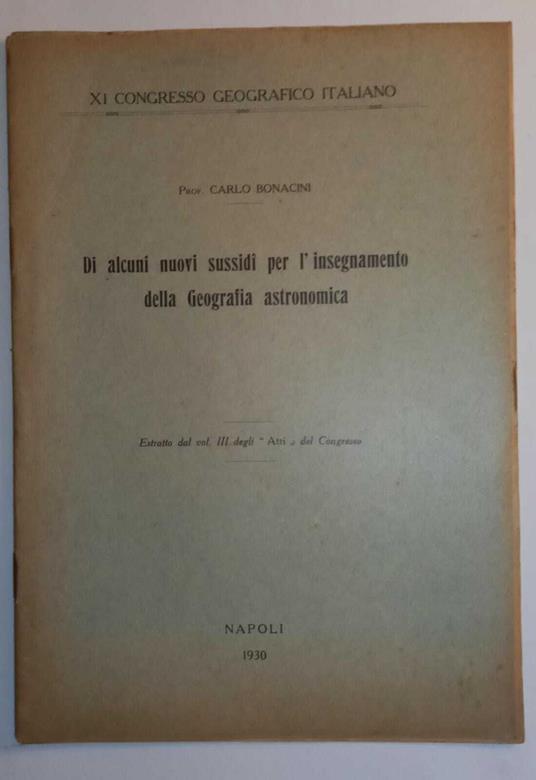 XI CONGRESSO GEOGRAFICO ITALIANO
Prof. CARLO BONACINI
Di alcuni nuovi sussidî per l'insegnamento
della Geografia astronomica
Estratto dal vol. III degli " Atti „ del Congresso
NAPOLI
1930